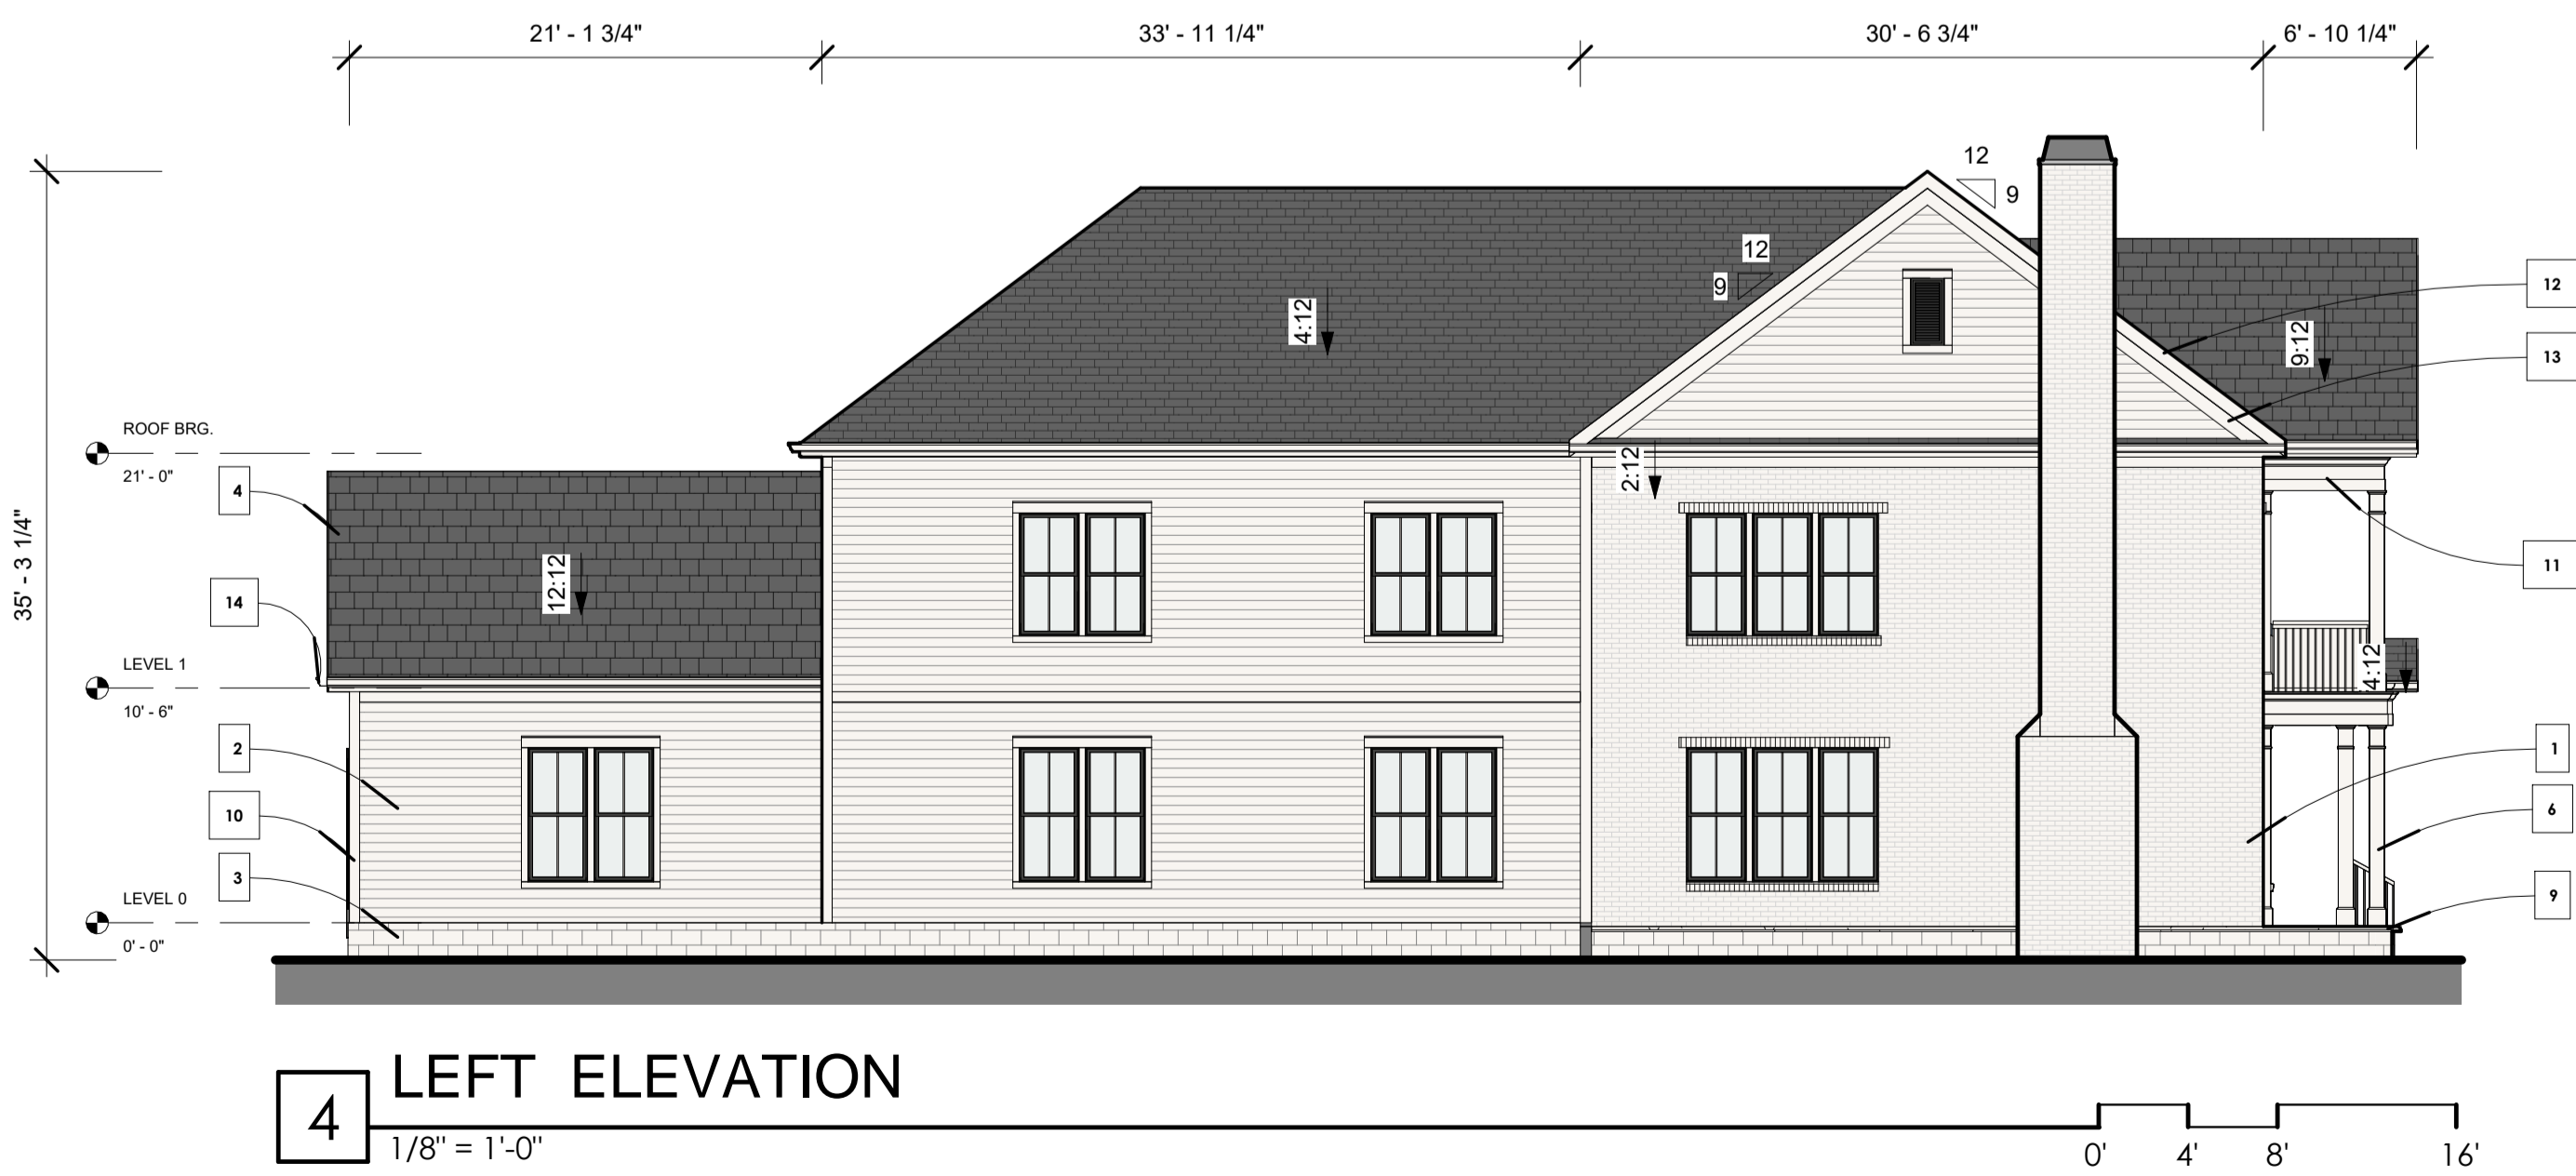 21' - 1 3/4"
33' - 11 1/4"
30' - 6 3/4"
6' - 10 1/4"
12
9
12
9
4:12
9:12
12
13
ROOF BRG.
21' - 0"
4
2:12
35' - 3 1/4"
12:12
11
14
LEVEL 1
10' - 6"
4:12
2
1
10
6
3
LEVEL 0
0' - 0"
9
4
LEFT ELEVATION
1/8" = 1'-0"
0'
4'
8'
16'